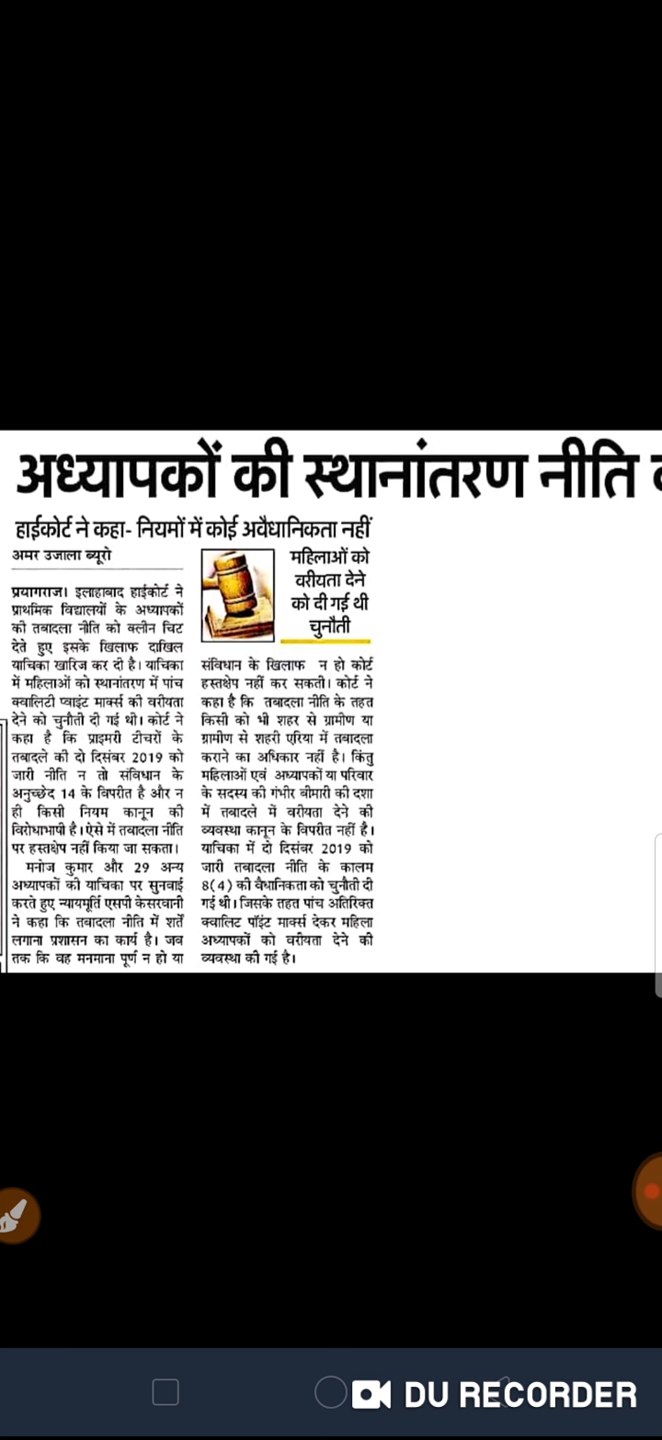 अध्यापकों की स्थानांतरण नीति
हाईकोर्ट ने कहा- नियमों में कोई अवैधानिकता नहीं
अमर उजाला ब्यूरो
प्रयागराज। इलाहाबाद हाईकोर्ट ने
प्राथमिक विद्यालयों के अध्यापकों
की तबादला नीति को क्लीन चिट
देते हुए इसके खिलाफ दाखिल
याचिका खारिज कर दी है। याचिका
में महिलाओं को स्थानांतरण में पांच
क्वालिटी प्वाइंट मार्क्स की वरीयता
देने को चुनौती दी गई थी। कोर्ट ने
कहा है कि प्राइमरी टीचरों के
तबादले की दो दिसंबर 2019 को
जारी नीति न तो संविधान के
अनुच्छेद 14 के विपरीत है और न
ही किसी नियम कानून की
विरोधाभाषी है। ऐसे में तबादला नीति
पर हस्तक्षेप नहीं किया जा सकता।
मनोज कुमार और 29 अन्य
अध्यापकों की याचिका पर सुनवाई
करते हुए न्यायमूर्ति एसपी केसरवानी
ने कहा कि तबादला नीति में शर्तें
लगाना प्रशासन का कार्य है। जब
तक कि वह मनमाना पूर्ण न हो या
महिलाओं को
वरीयता देने
को दी गई थी
चुनौती
संविधान के खिलाफ न हो कोर्ट
हस्तक्षेप नहीं कर सकती। कोर्ट ने
कहा है कि तबादला नीति के तहत
किसी को भी शहर से ग्रामीण या
ग्रामीण से शहरी एरिया में तबादला
कराने का अधिकार नहीं है। किंतु
महिलाओं एवं अध्यापकों या परिवार
के सदस्य की गंभीर बीमारी की दशा
में तबादले में वरीयता देने की
व्यवस्था कानून के विपरीत नहीं है।
याचिका में दो दिसंबर 2019 को
जारी तबादला नीति के कालम
8(4) की वैधानिकता को चुनौती दी
गई थी। जिसके तहत पांच अतिरिक्त
क्वालिट पॉइंट मार्क्स देकर महिला
अध्यापकों को वरीयता देने की
व्यवस्था की गई है।
DU RECORDER